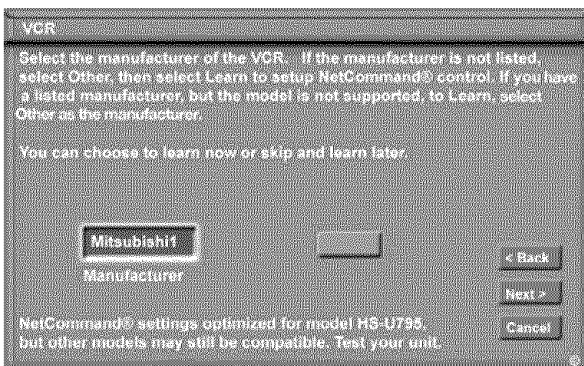 VCR
Select the manufacturer of the VCR. If the manufacturer is not listed,
select Other, then select Learn to setup NetCommand® control. If you have
a listed manufacturer, but the model is not supported, to Learn, select
Other as the manufacturer.
You can choose to learn now or skip and learn later.
Mitsubishi1
Manufacturer
< Back
Next >
NetCommand® settings optimized for model HS-U795,
but other models may still be compatible. Test your unit.
Cancel